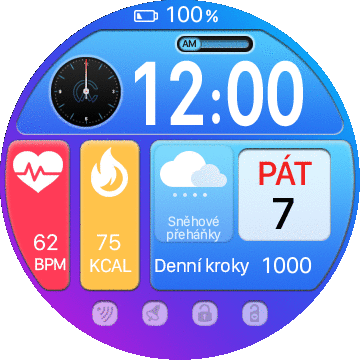 100%
AM
12:00
62
BPM
75
KCAL
Sněhové
přeháňky
PÁT
7
Denní kroky 1000